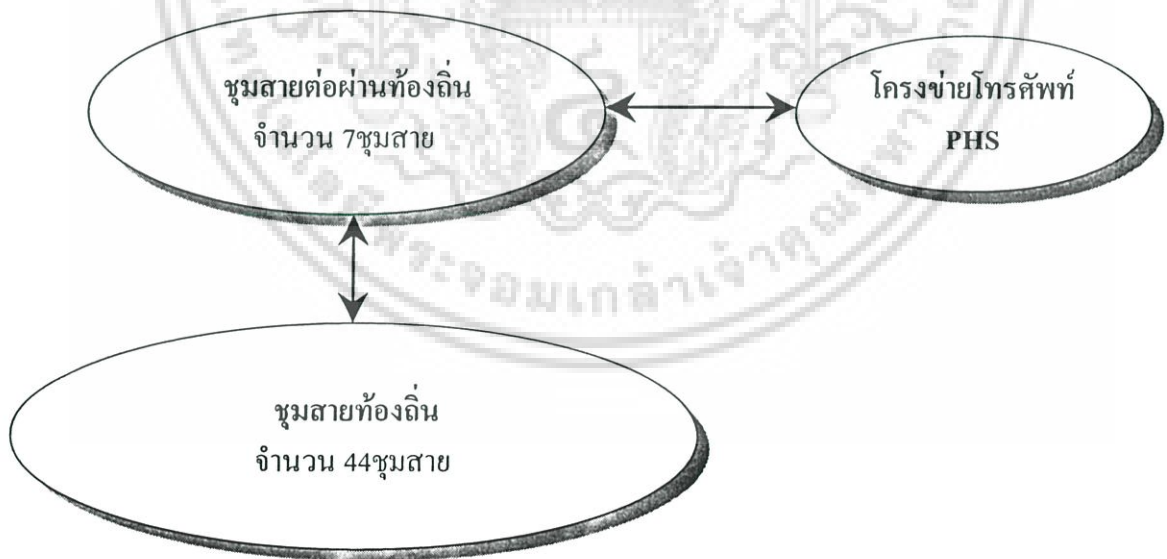 ชุมสายต่อผ่านท้องถิ่น
จำนวน 7ชุมสาย
โครงข่ายโทรศัพท์
PHS
ชุมสายท้องถิ่น
จำนวน 44ชุมสาย